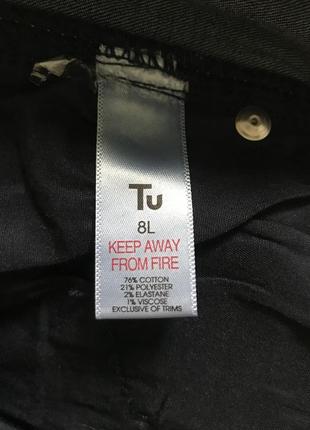 Tu
8L
KEEP AWAY
FROM FIRE
76% COTTON
21% POLYESTER
2% ELASTANE
1% VISCOSE
EXCLUSIVE OF TRIMS